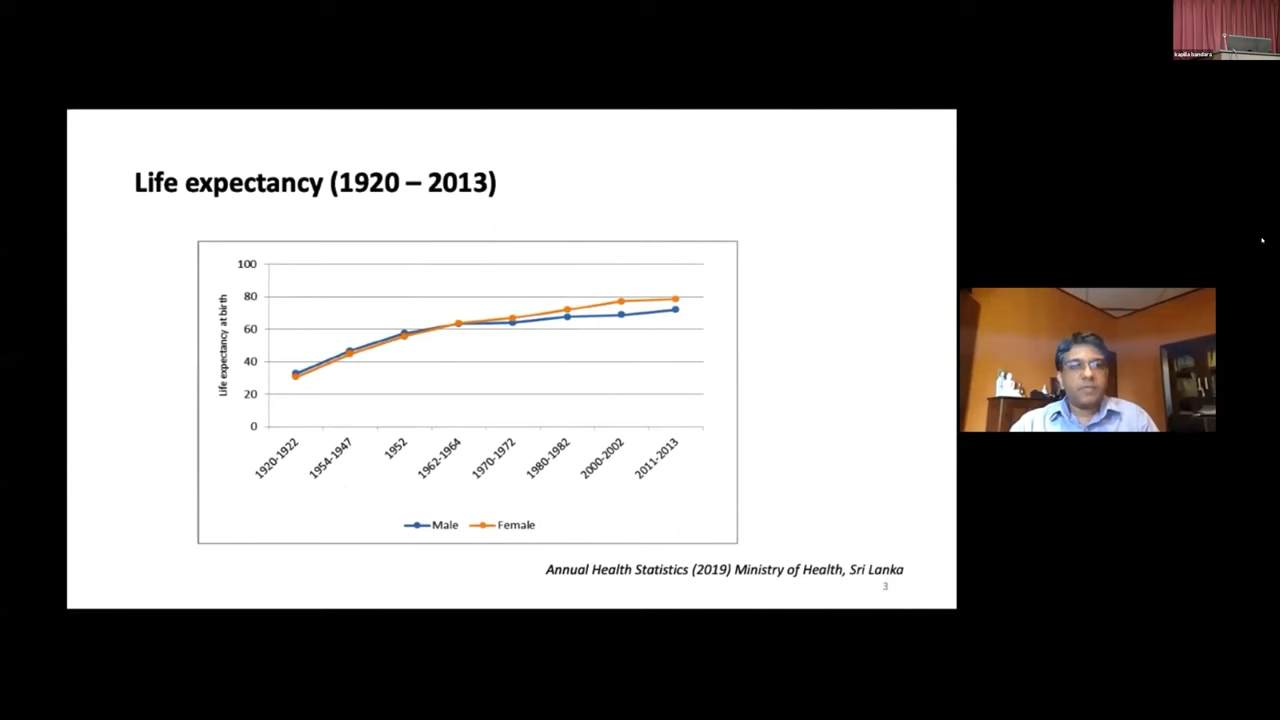 kapila bandara
Life expectancy (1920 – 2013)
100
80
60
40
20
0
Life expectancy at birth
1920-1922
1954-1947
1952
1962-1964
1970-1972
1980-1982
2000-2002
2011-2013
Male
Female
Annual Health Statistics (2019) Ministry of Health, Sri Lanka
3